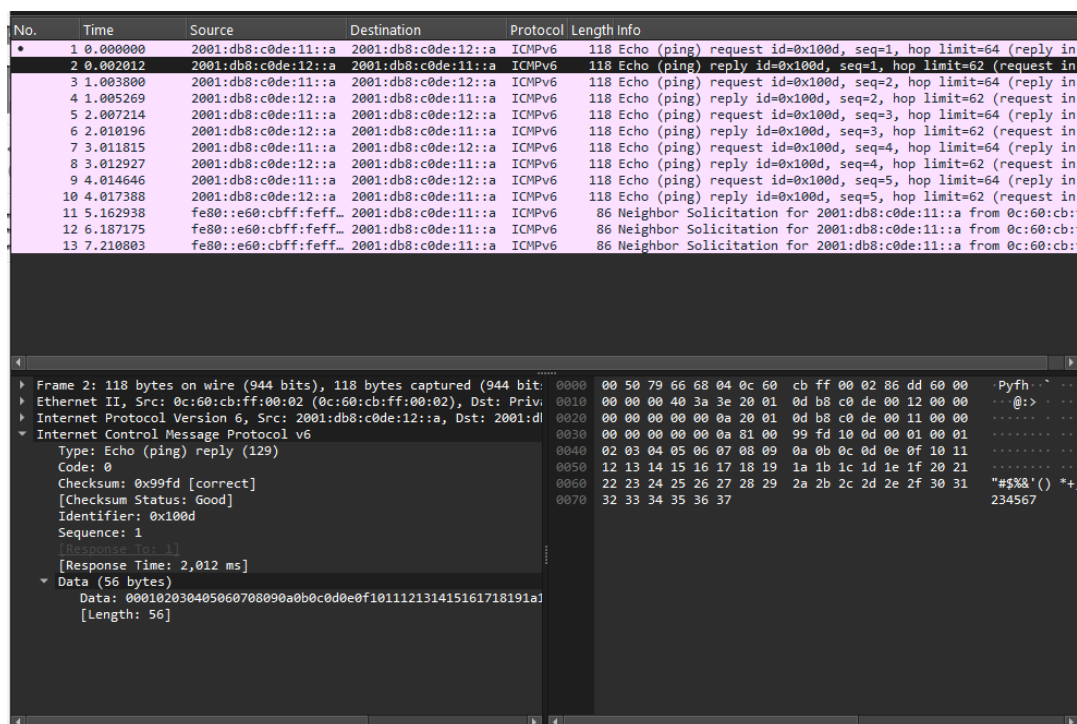 No. Time Source Destination Protocol Length Info
1 0.000000 2001:db8:c0de:11::a 2001:db8:c0de:12::a ICMPv6 118 Echo (ping) request id=0x100d, seq=1, hop limit=64 (reply in
2 0.002012 2001:db8:c0de:12::a 2001:db8:c0de:11::a ICMPv6 118 Echo (ping) reply id=0x100d, seq=1, hop limit=62 (request in
3 1.003800 2001:db8:c0de:11::a 2001:db8:c0de:12::a ICMPv6 118 Echo (ping) request id=0x100d, seq=2, hop limit=64 (reply in
4 1.005269 2001:db8:c0de:12::a 2001:db8:c0de:11::a ICMPv6 118 Echo (ping) reply id=0x100d, seq=2, hop limit=62 (request in
5 2.007214 2001:db8:c0de:11::a 2001:db8:c0de:12::a ICMPv6 118 Echo (ping) request id=0x100d, seq=3, hop limit=64 (reply in
6 2.010196 2001:db8:c0de:12::a 2001:db8:c0de:11::a ICMPv6 118 Echo (ping) reply id=0x100d, seq=3, hop limit=62 (request in
7 3.011815 2001:db8:c0de:11::a 2001:db8:c0de:12::a ICMPv6 118 Echo (ping) request id=0x100d, seq=4, hop limit=64 (reply in
8 3.012927 2001:db8:c0de:12::a 2001:db8:c0de:11::a ICMPv6 118 Echo (ping) reply id=0x100d, seq=4, hop limit=62 (request in
9 4.014646 2001:db8:c0de:11::a 2001:db8:c0de:12::a ICMPv6 118 Echo (ping) request id=0x100d, seq=5, hop limit=64 (reply in
10 4.017388 2001:db8:c0de:12::a 2001:db8:c0de:11::a ICMPv6 118 Echo (ping) reply id=0x100d, seq=5, hop limit=62 (request in
11 5.162938 fe80::e60:cbff:feff… 2001:db8:c0de:11::a ICMPv6 86 Neighbor Solicitation for 2001:db8:c0de:11::a from 0c:60:cb:
12 6.187175 fe80::e60:cbff:feff… 2001:db8:c0de:11::a ICMPv6 86 Neighbor Solicitation for 2001:db8:c0de:11::a from 0c:60:cb:
13 7.210803 fe80::e60:cbff:feff… 2001:db8:c0de:11::a ICMPv6 86 Neighbor Solicitation for 2001:db8:c0de:11::a from 0c:60:cb:
Frame 2: 118 bytes on wire (944 bits), 118 bytes captured (944 bit
Ethernet II, Src: 0c:60:cb:ff:00:02 (0c:60:cb:ff:00:02), Dst: Priva
Internet Protocol Version 6, Src: 2001:db8:c0de:12::a, Dst: 2001:d
Internet Control Message Protocol v6
Type: Echo (ping) reply (129)
Code: 0
Checksum: 0x99fd [correct]
[Checksum Status: Good]
Identifier: 0x100d
Sequence: 1
[Response To: 1]
[Response Time: 2,012 ms]
Data (56 bytes)
Data: 000102030405060708090a0b0c0d0e0f101112131415161718191a1
[Length: 56]
0000 00 50 79 66 68 04 0c 60 cb ff 00 02 86 dd 60 00 ·Pyfh··` ······`·
0010 00 00 00 40 3a 3e 20 01 0d b8 c0 de 00 12 00 00 ···@:> ·
0020 00 00 00 00 00 0a 20 01 0d b8 c0 de 00 11 00 00
0030 00 00 00 00 00 0a 81 00 99 fd 10 0d 00 01 00 01
0040 02 03 04 05 06 07 08 09 0a 0b 0c 0d 0e 0f 10 11
0050 12 13 14 15 16 17 18 19 1a 1b 1c 1d 1e 1f 20 21
0060 22 23 24 25 26 27 28 29 2a 2b 2c 2d 2e 2f 30 31 "#$%&'() *+
0070 32 33 34 35 36 37 234567